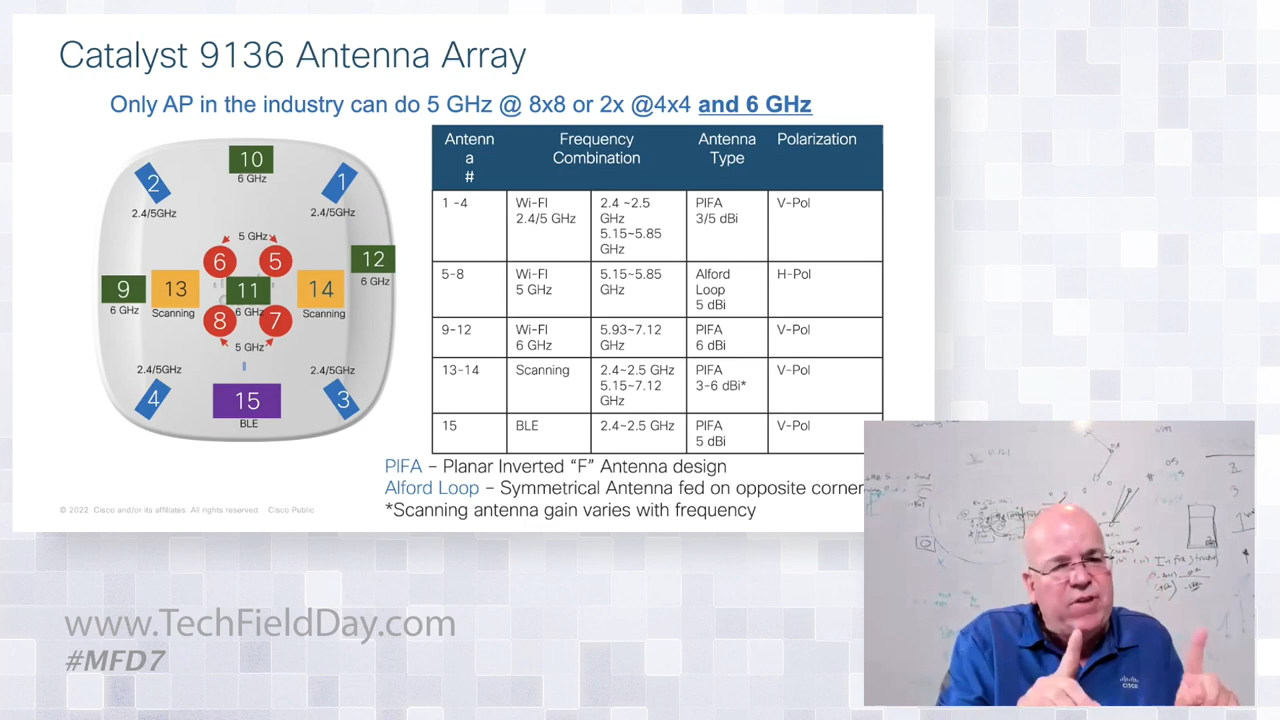 Catalyst 9136 Antenna Array
Only AP in the industry can do 5 GHz @ 8x8 or 2x @4x4 and 6 GHz
10
6 GHz
2
1
2.4/5GHz
2.4/5GHz
5 GHz
6
5
12
6 GHz
9
6 GHz
13
Scanning
11
6 GHz
14
Scanning
8
7
5 GHz
2.4/5GHz
2.4/5GHz
4
15
3
BLE
Antenn
a
#
Frequency
Combination
Antenna
Type
Polarization
1 -4
Wi-FI
2.4/5 GHz
2.4 ~2.5
GHz
5.15~5.85
GHz
PIFA
3/5 dBi
V-Pol
5-8
Wi-FI
5 GHz
5.15~5.85
GHz
Alford
Loop
5 dBi
H-Pol
9-12
Wi-FI
6 GHz
5.93~7.12
GHz
PIFA
6 dBi
V-Pol
13-14
Scanning
2.4~2.5 GHz
5.15~7.12
GHz
PIFA
3-6 dBi*
V-Pol
15
BLE
2.4~2.5 GHz
PIFA
5 dBi
V-Pol
PIFA – Planar Inverted “F” Antenna design
Alford Loop – Symmetrical Antenna fed on opposite corner
*Scanning antenna gain varies with frequency
© 2022 Cisco and/or its affiliates. All rights reserved. Cisco Public
www.TechFieldDay.com
#MFD7
cisco